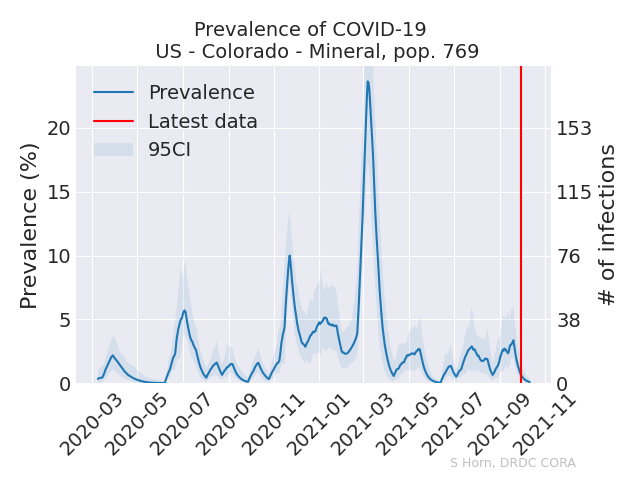 Prevalence of COVID-19
US - Colorado - Mineral, pop. 769
Prevalence
Latest data
95CI
Prevalence (%)
20
15
10
5
0
153
115
76
38
0
# of infections
2020-03
2020-05
2020-07
2020-09
2020-11
2021-01
2021-03
2021-05
2021-07
2021-09
2021-11
S Horn, DRDC CORA